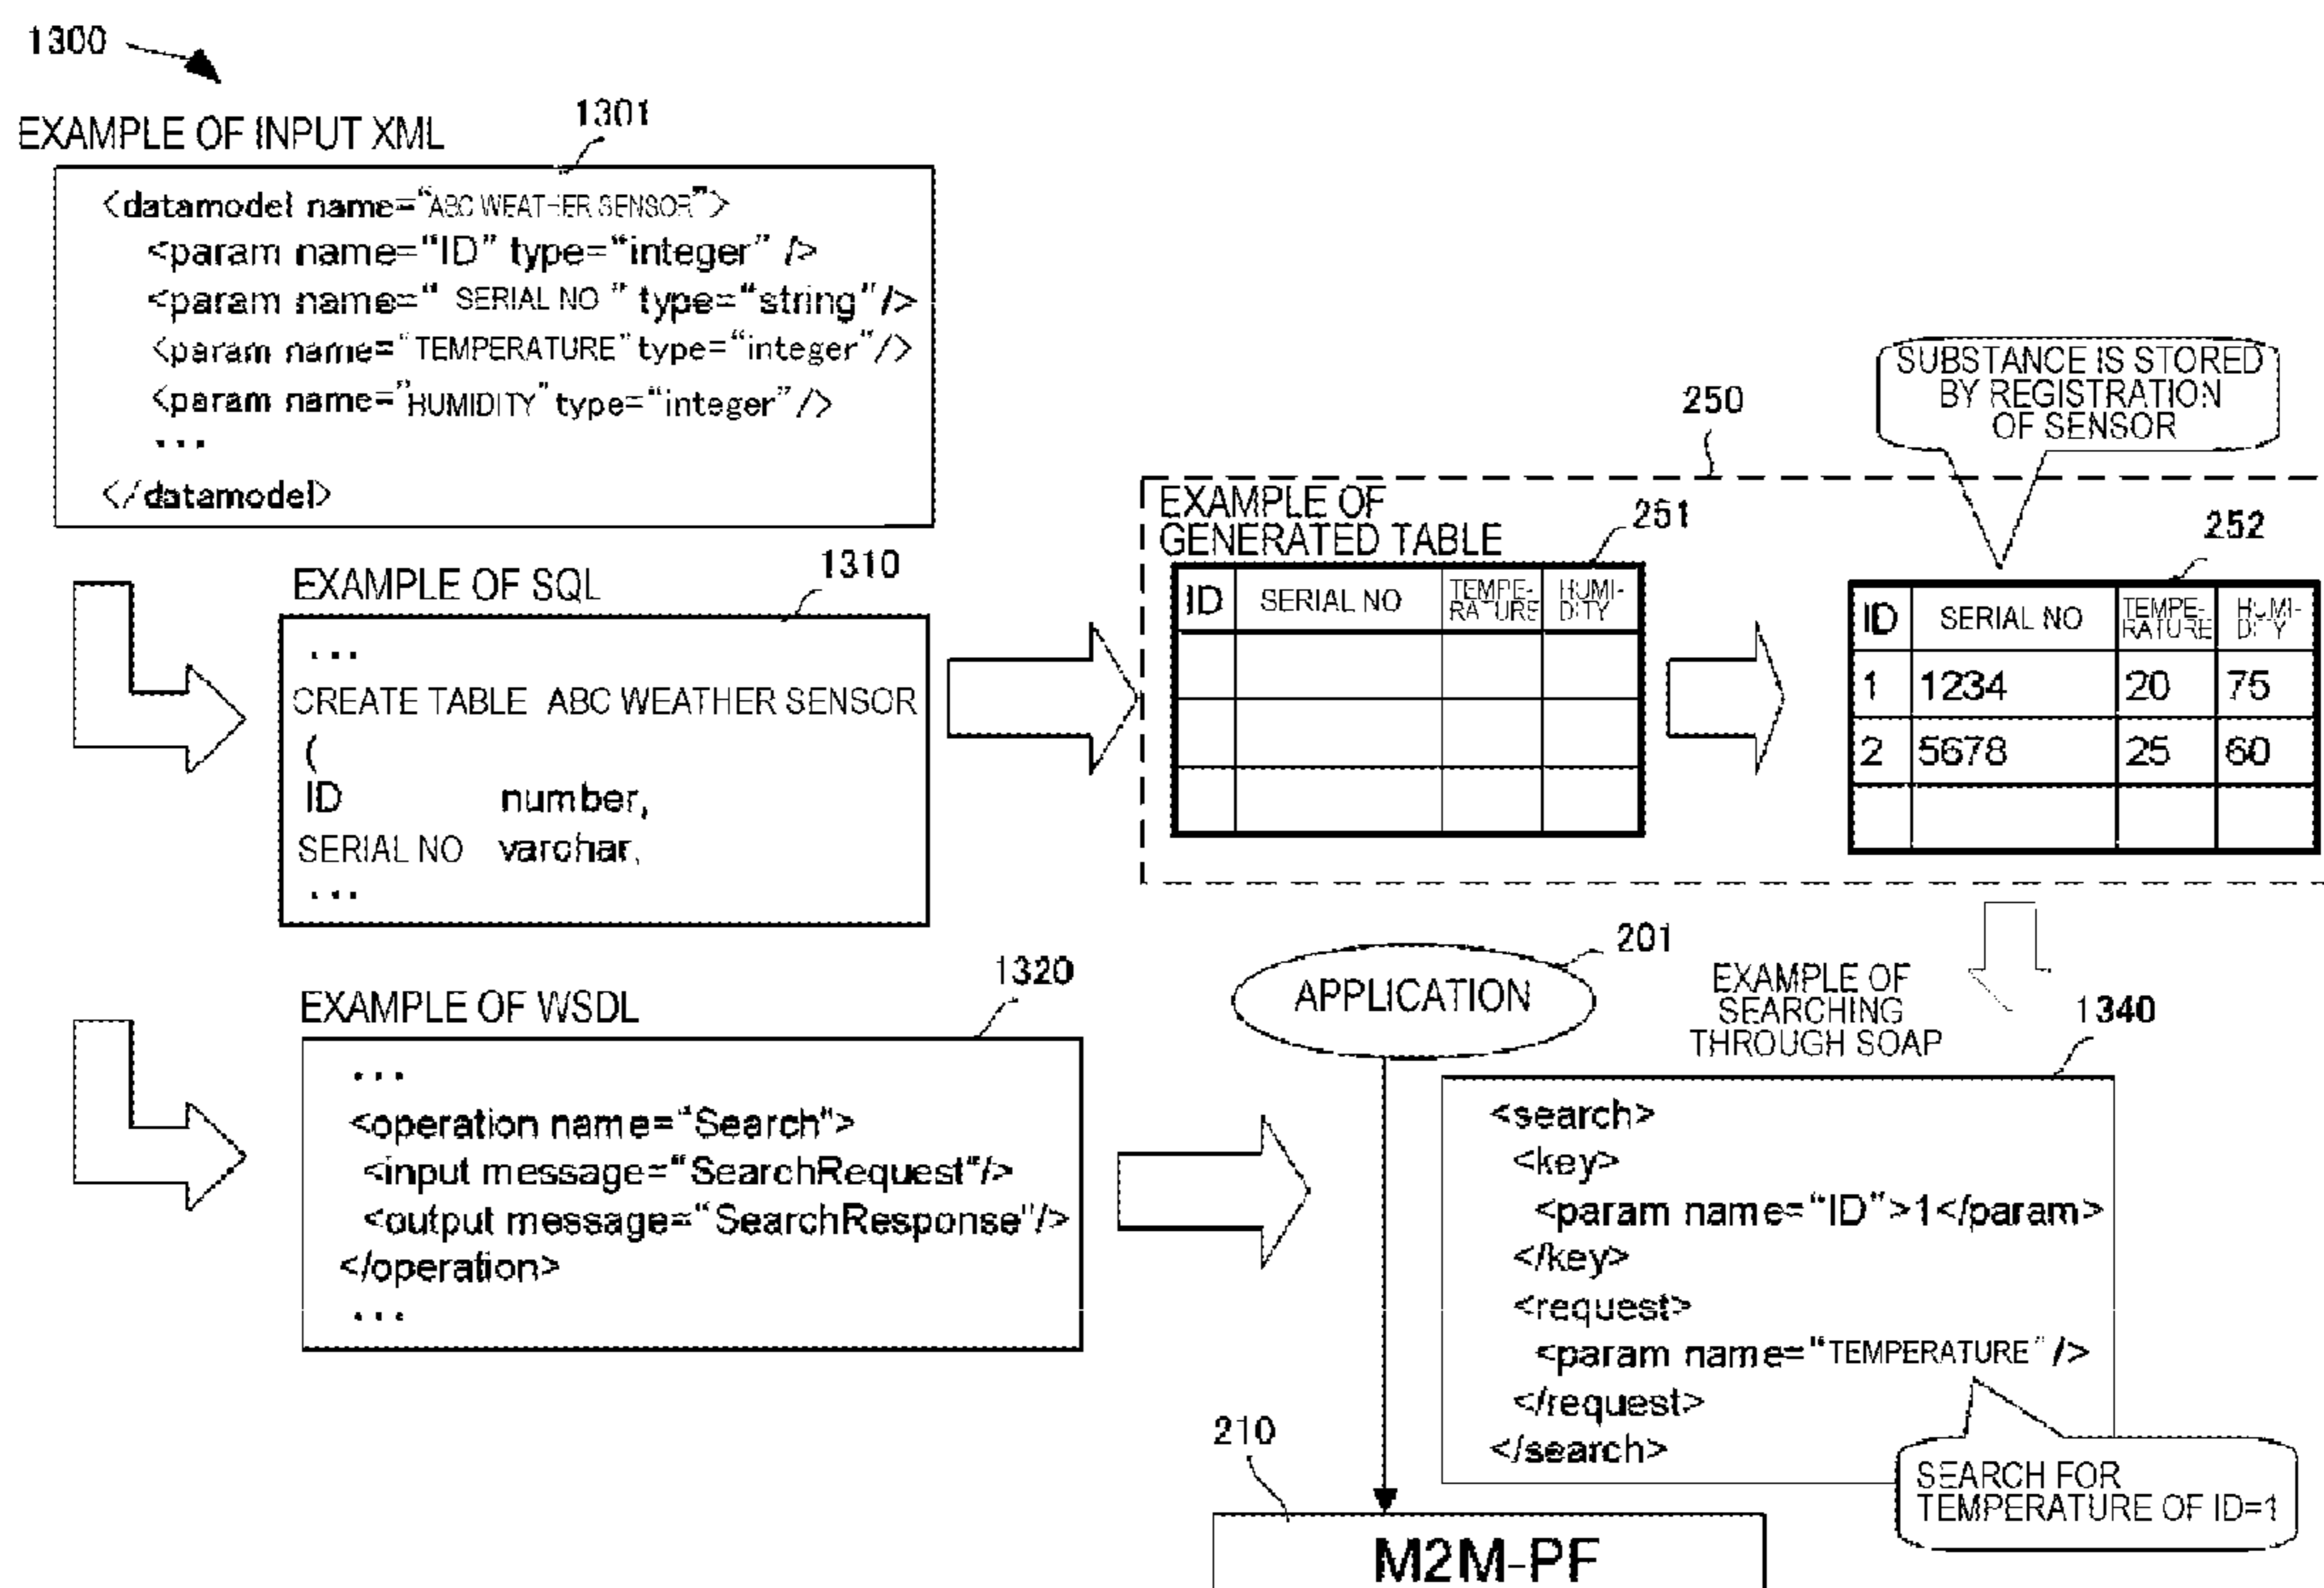 1300
EXAMPLE OF INPUT XML
1301
<datamodel name="ABC WEATHER SENSOR">
<param name="ID" type="integer" />
<param name=" SERIAL NO " type="string"/>
<param name="TEMPERATURE" type="integer"/>
<param name="HUMIDITY" type="integer"/>
...
</datamodel>
EXAMPLE OF SQL
1310
...
CREATE TABLE ABC WEATHER SENSOR
(
ID number,
SERIAL NO varchar,
...
250
EXAMPLE OF
GENERATED TABLE
251
ID SERIAL NO TEMPE-
RATURE HUMI-
DITY
SUBSTANCE IS STORED
BY REGISTRATION
OF SENSOR
252
ID SERIAL NO TEMPE-
RATURE HUMI-
DITY
1 1234 20 75
2 5678 25 60
EXAMPLE OF WSDL
1320
...
<operation name="Search">
<input message="SearchRequest"/>
<output message="SearchResponse"/>
</operation>
...
201
APPLICATION
EXAMPLE OF
SEARCHING
THROUGH SOAP
1340
<search>
<key>
<param name="ID">1</param>
</key>
<request>
<param name="TEMPERATURE" />
</request>
</search>
SEARCH FOR
TEMPERATURE OF ID=1
210
M2M-PF